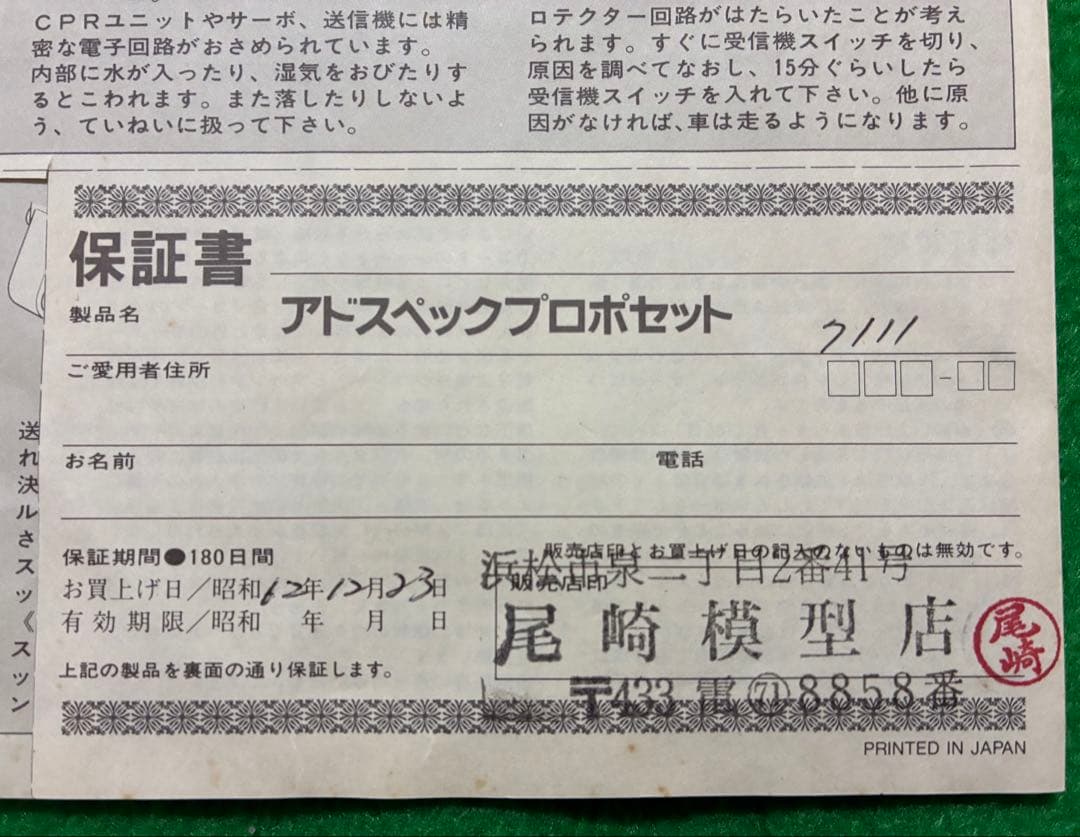 CPRユニットやサーボ、送信機には精
密な電子回路がおさめられています。
内部に水が入ったり、湿気をおびたりす
るとこわれます。また落したりしないよ
う、ていねいに扱って下さい。
ロテクター回路がはたらいたことが考え
られます。すぐに受信機スイッチを切り、
原因を調べてなおし、15分ぐらいしたら
受信機スイッチを入れて下さい。他に原
因がなければ、車は走るようになります。
送
れ
決
ル
さ
ス
ッ
《
ス
ツ
ン
保証書
製品名
アドスペックプロポセット
7111
ご愛用者住所
お名前
電話
保証期間●180日間
販売店印とお買上げ日の記入のないものは無効です。
お買上げ日/昭和62年12月23日
有効期限/昭和 年 月 日
上記の製品を裏面の通り保証します。
販売店印
浜松市泉二丁目2番41号
尾崎模型店
尾崎
〒433 電(71)8858番
PRINTED IN JAPAN